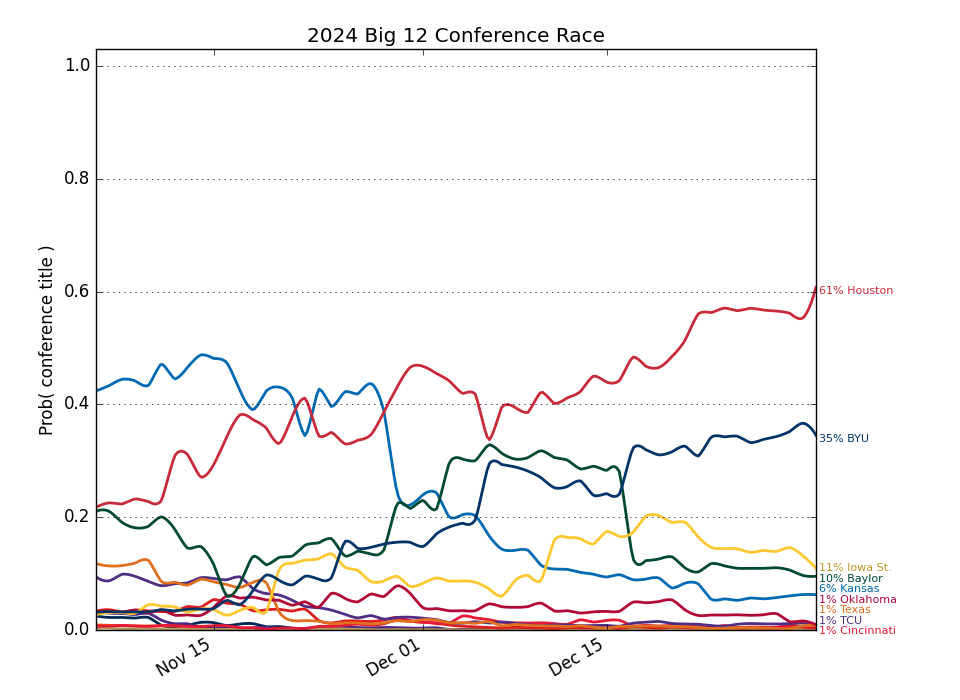 2024 Big 12 Conference Race
Prob( conference title )
1.0
0.8
0.6
0.4
0.2
0.0
Nov 15
Dec 01
Dec 15
61% Houston
35% BYU
11% Iowa St.
10% Baylor
6% Kansas
1% Oklahoma
1% Texas
1% TCU
1% Cincinnati